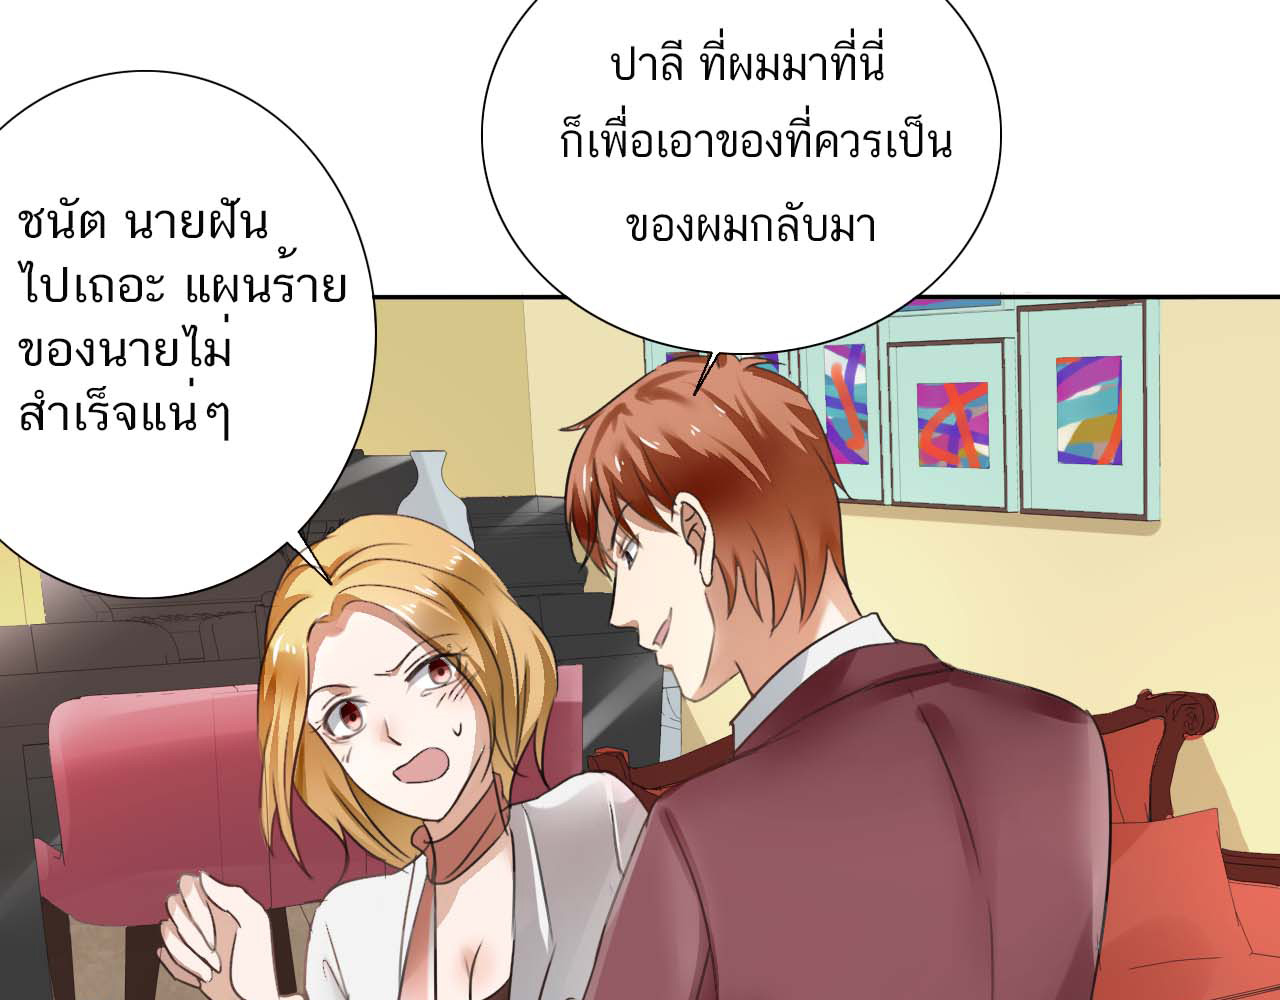 ปาลี ที่ผมมาที่นี่
ก็เพื่อเอาของที่ควรเป็น
ของผมกลับมา
ชนัต นายฝัน
ไปเถอะ แผนร้าย
ของนายไม่
สำเร็จแน่ๆ